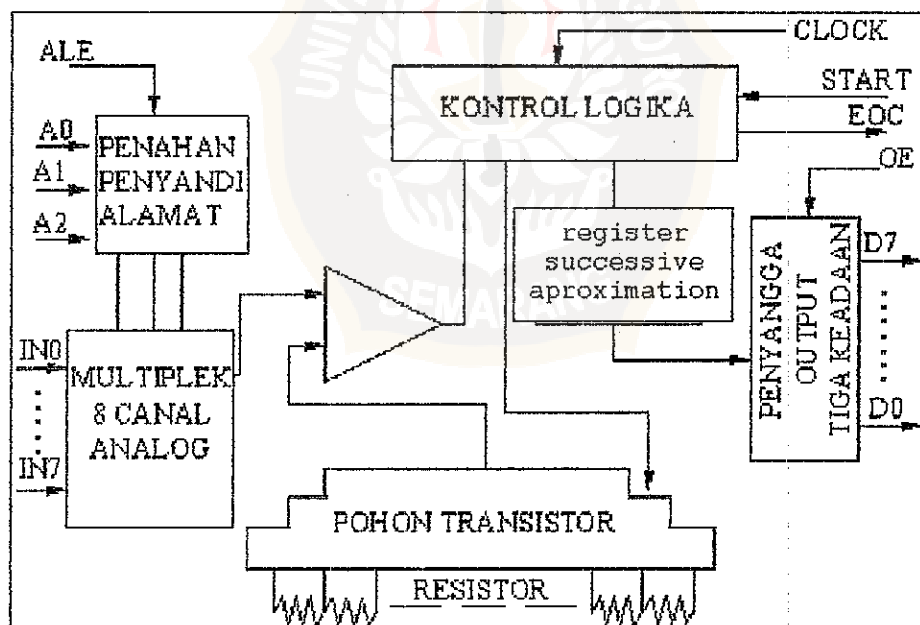 CLOCK
ALE
KONTROL LOGIKA
START
EOC
A0
A1
A2
PENAHAN
PENYANDI
ALAMAT
OE
register
successive
aproximation
PENYANGGA
OUTPUT
TIGA KEADAAN
D7
D0
IN0
IN7
MULTIPLEK
8 CANAL
ANALOG
POHON TRANSISTOR
RESISTOR
SEMARANG